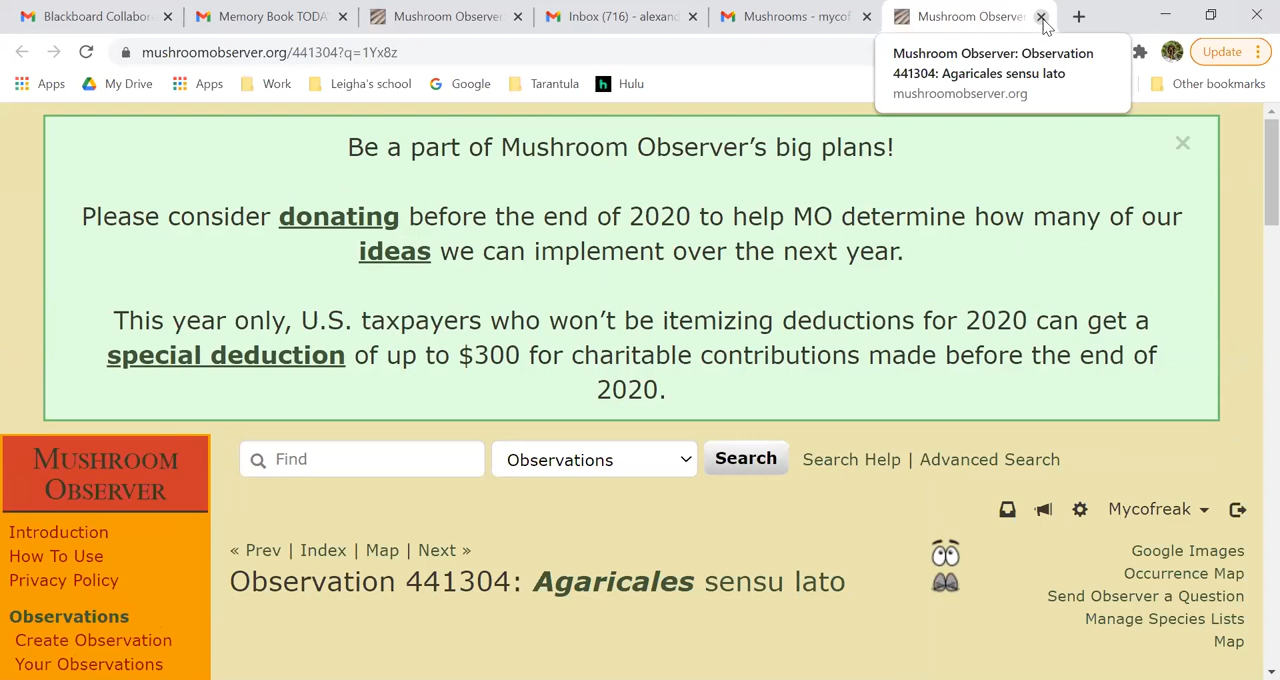 Blackboard Collabor
Memory Book TODA
Mushroom Observer
Inbox (716) - alexand
Mushrooms - mycof
Mushroom Observer
mushroomobserver.org/441304?q=1Yx8z
Update
Mushroom Observer: Observation
441304: Agaricales sensu lato
mushroomobserver.org
Apps
My Drive
Apps
Work
Leigha's school
Google
Tarantula
h Hulu
Other bookmarks
Be a part of Mushroom Observer's big plans!
Please consider donating before the end of 2020 to help MO determine how many of our
ideas we can implement over the next year.
This year only, U.S. taxpayers who won't be itemizing deductions for 2020 can get a
special deduction of up to $300 for charitable contributions made before the end of
2020.
MUSHROOM
OBSERVER
Find
Observations
Search
Search Help | Advanced Search
Mycofreak
Introduction
How To Use
Privacy Policy
Observations
Create Observation
Your Observations
« Prev | Index | Map | Next »
Observation 441304: Agaricales sensu lato
Google Images
Occurrence Map
Send Observer a Question
Manage Species Lists
Map